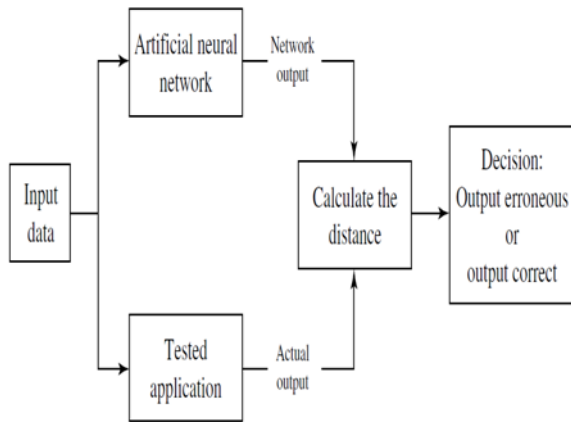 Artificial neural
network
Network
output
Input
data
Calculate the
distance
Decision:
Output erroneous
or
output correct
Tested
application
Actual
output